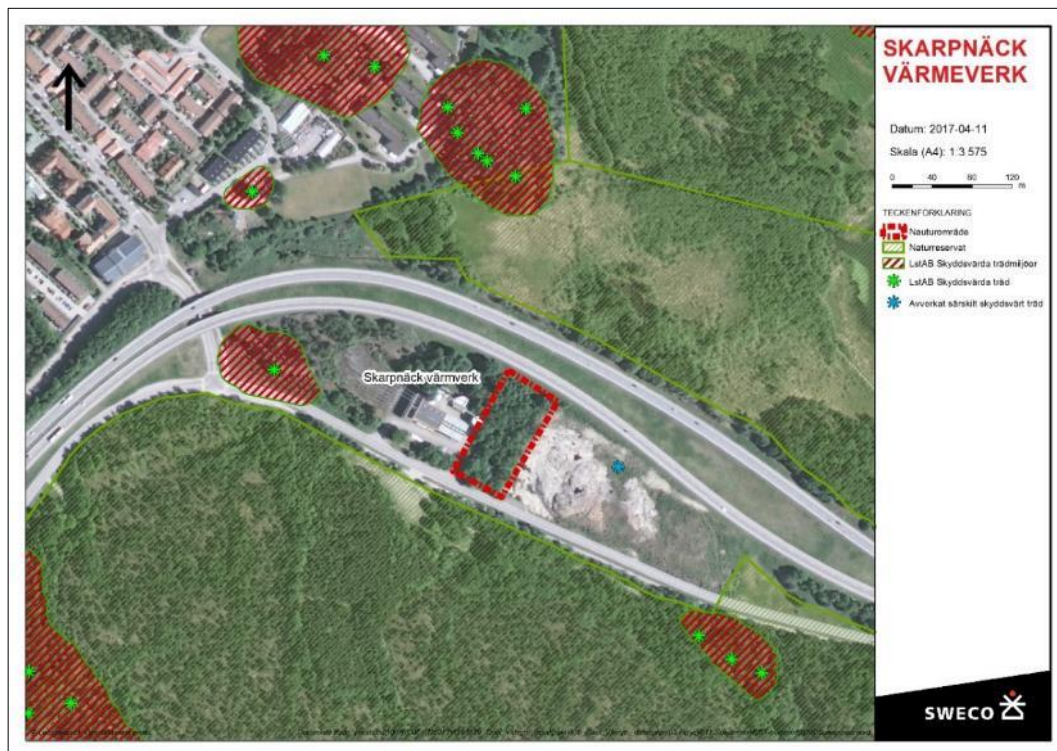 SKARPNÄCK
VÄRMEVERK
Datum: 2017-04-11
Skala (A4): 1:3 575
0 40 80 120
m
TECKENFÖRKLARING
Nauturområde
Naturreservat
LstAB Skyddsvärda trädmiljöer
LstAB Skyddsvärda träd
Avverkat särskilt skyddsvärt träd
Skarpnäck värmverk
SWECO